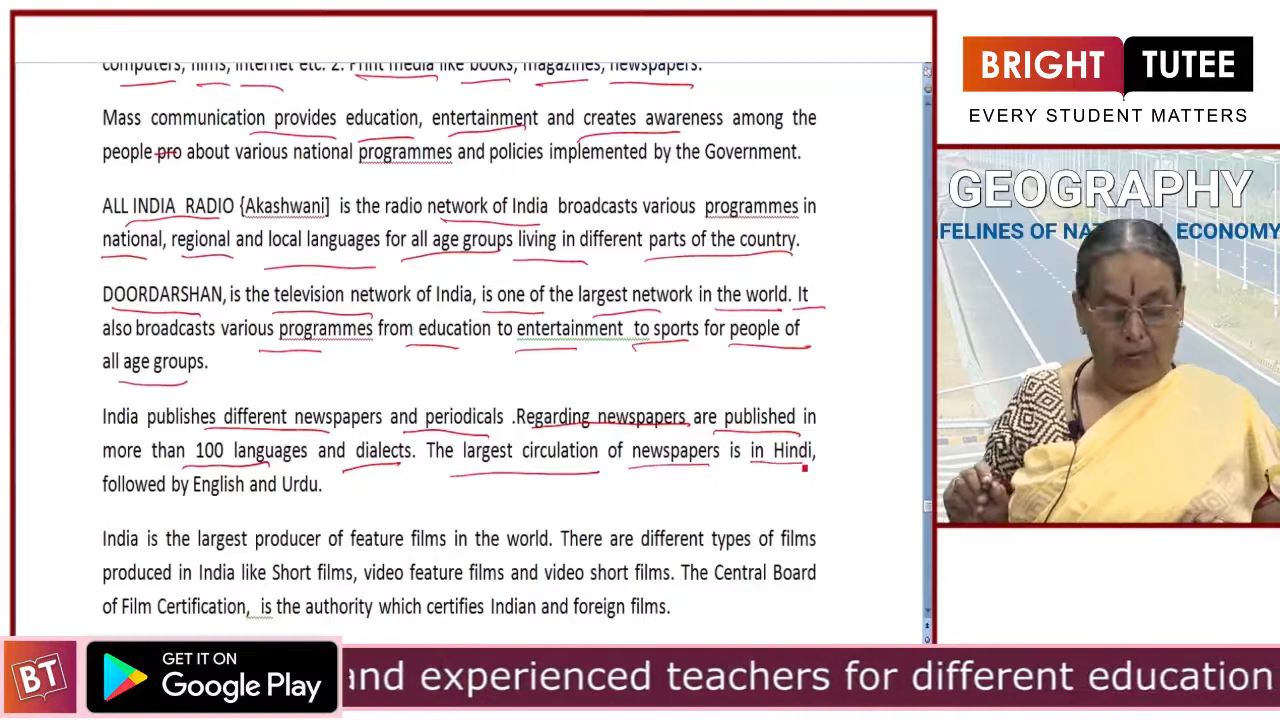 computers, films, internet etc. 2. Print media like books, magazines, newspapers.
Mass communication provides education, entertainment and creates awareness among the
people pro about various national programmes and policies implemented by the Government.
ALL INDIA RADIO {Akashwani] is the radio network of India broadcasts various programmes in
national, regional and local languages for all age groups living in different parts of the country.
DOORDARSHAN, is the television network of India, is one of the largest network in the world. It
also broadcasts various programmes from education to entertainment to sports for people of
all age groups.
India publishes different newspapers and periodicals .Regarding newspapers are published in
more than 100 languages and dialects. The largest circulation of newspapers is in Hindi,
followed by English and Urdu.
India is the largest producer of feature films in the world. There are different types of films
produced in India like Short films, video feature films and video short films. The Central Board
of Film Certification, is the authority which certifies Indian and foreign films.
BRIGHT TUTEE
EVERY STUDENT MATTERS
GEOGRAPHY
FELINES OF NA ECONOMY
BT
GET IT ON
Google Play
and experienced teachers for different education